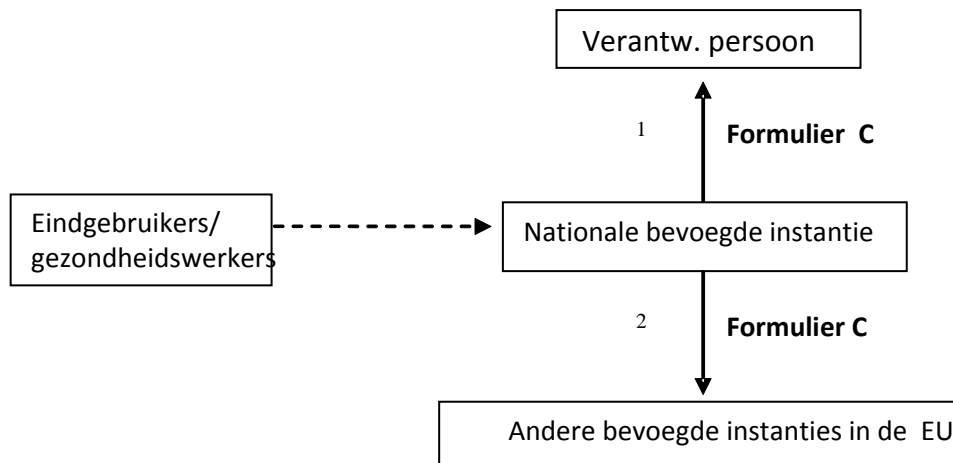 Verantw. persoon
1
Formulier C
Eindgebruikers/
gezondheidswerkers
Nationale bevoegde instantie
2
Formulier C
Andere bevoegde instanties in de EU